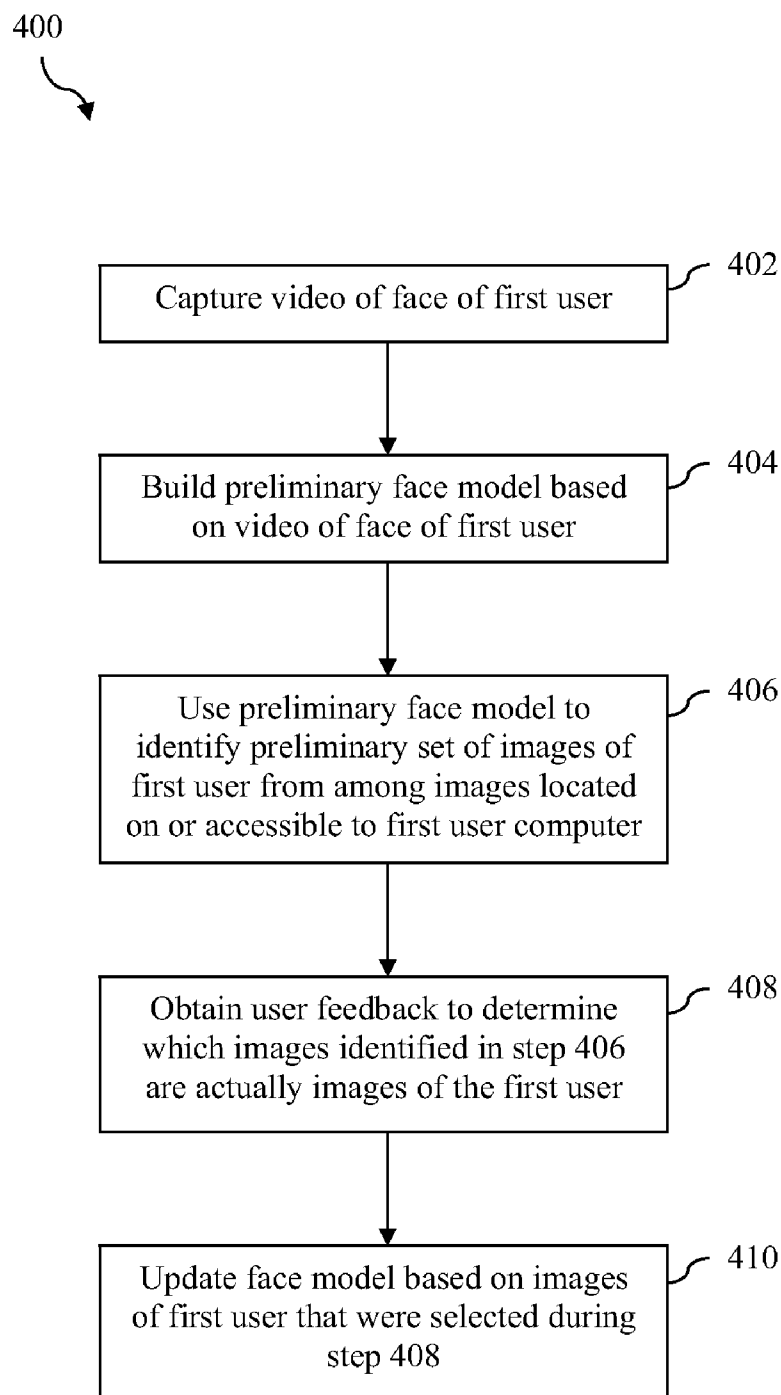 400
402
Capture video of face of first user
404
Build preliminary face model based
on video of face of first user
406
Use preliminary face model to
identify preliminary set of images of
first user from among images located
on or accessible to first user computer
408
Obtain user feedback to determine
which images identified in step 406
are actually images of the first user
410
Update face model based on images
of first user that were selected during
step 408